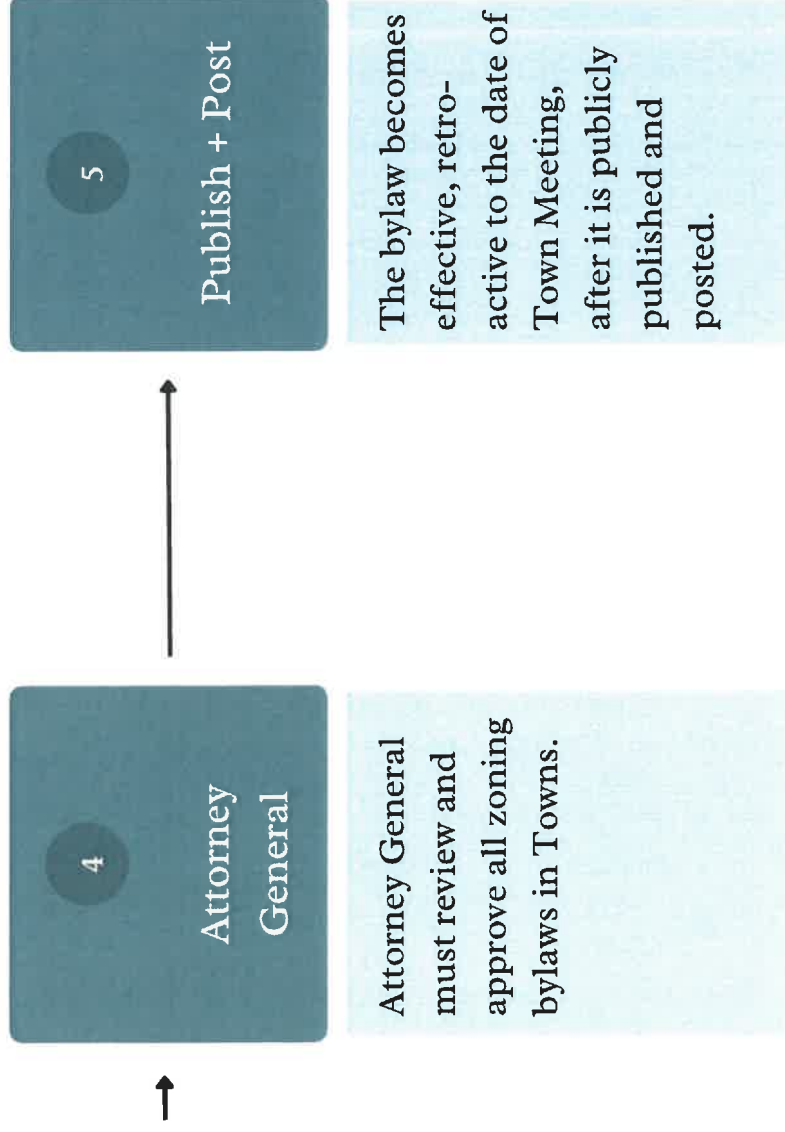 4
Attorney
General
Attorney General
must review and
approve all zoning
bylaws in Towns.
5
Publish + Post
The bylaw becomes
effective, retro-
active to the date of
Town Meeting,
after it is publicly
published and
posted.